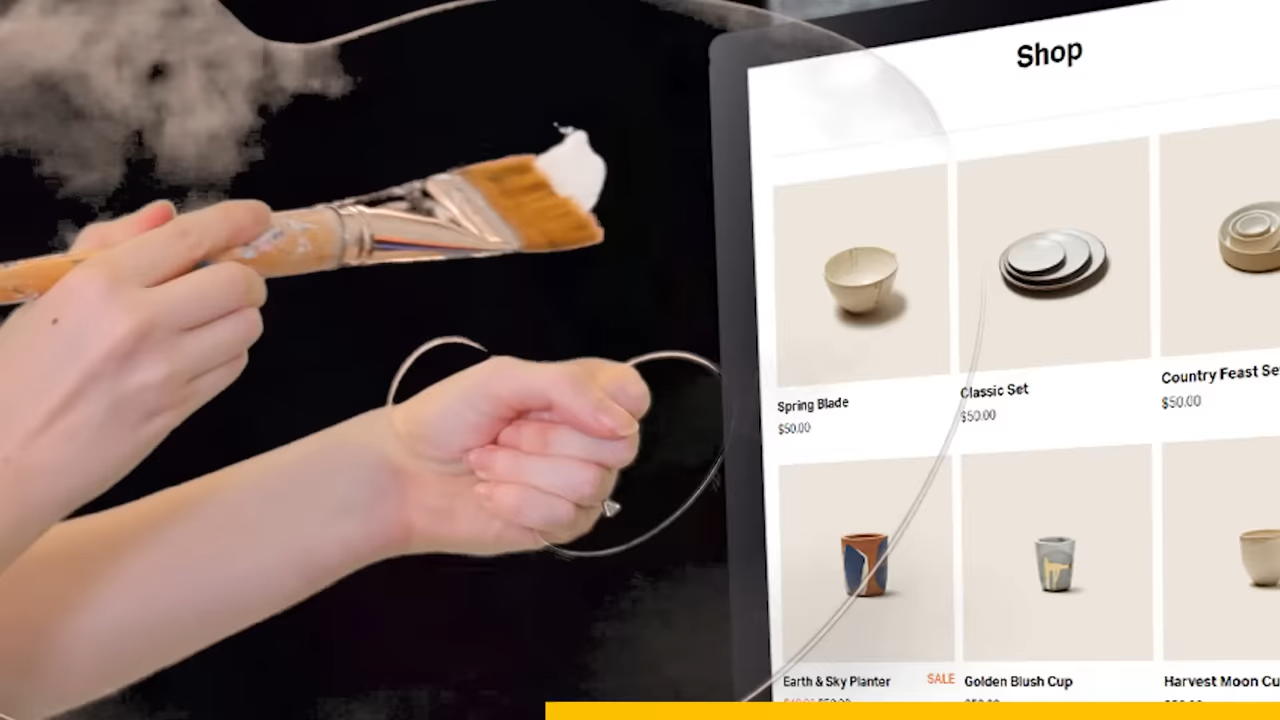 Shop
Spring Blade
$50.00
Classic Set
$50.00
Country Feast Se
$50.00
Earth & Sky Planter
SALE
Golden Blush Cup
Harvest Moon Cu